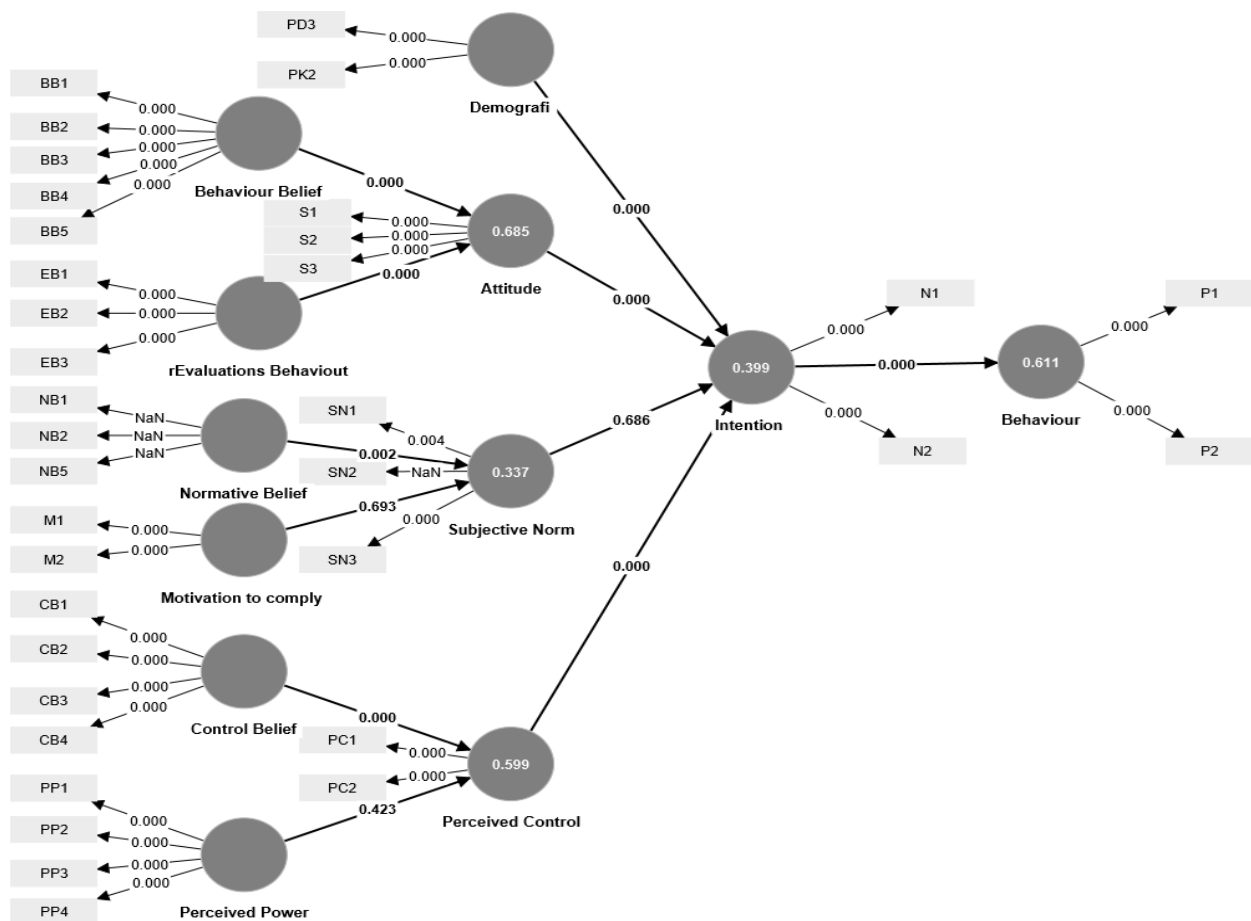 PD3
0.000
PK2
0.000
Demografi
BB1
BB2
BB3
BB4
BB5
0.000
0.000
0.000
0.000
0.000
Behaviour Belief
0.000
S1
S2
S3
0.000
0.000
0.000
0.685
Attitude
0.000
0.000
EB1
EB2
EB3
0.000
0.000
0.000
rEvaluations Behaviout
0.000
NB1
NB2
NB5
NaN
NaN
NaN
Normative Belief
0.002
SN1
SN2
SN3
0.004
NaN
0.000
0.337
Subjective Norm
0.686
M1
M2
0.000
0.000
Motivation to comply
0.693
CB1
CB2
CB3
CB4
0.000
0.000
0.000
0.000
Control Belief
0.000
PC1
PC2
0.000
0.000
0.599
Perceived Control
0.000
PP1
PP2
PP3
PP4
0.000
0.000
0.000
0.000
Perceived Power
0.423
0.399
Intention
N1
0.000
N2
0.000
0.000
0.611
Behaviour
P1
0.000
P2
0.000